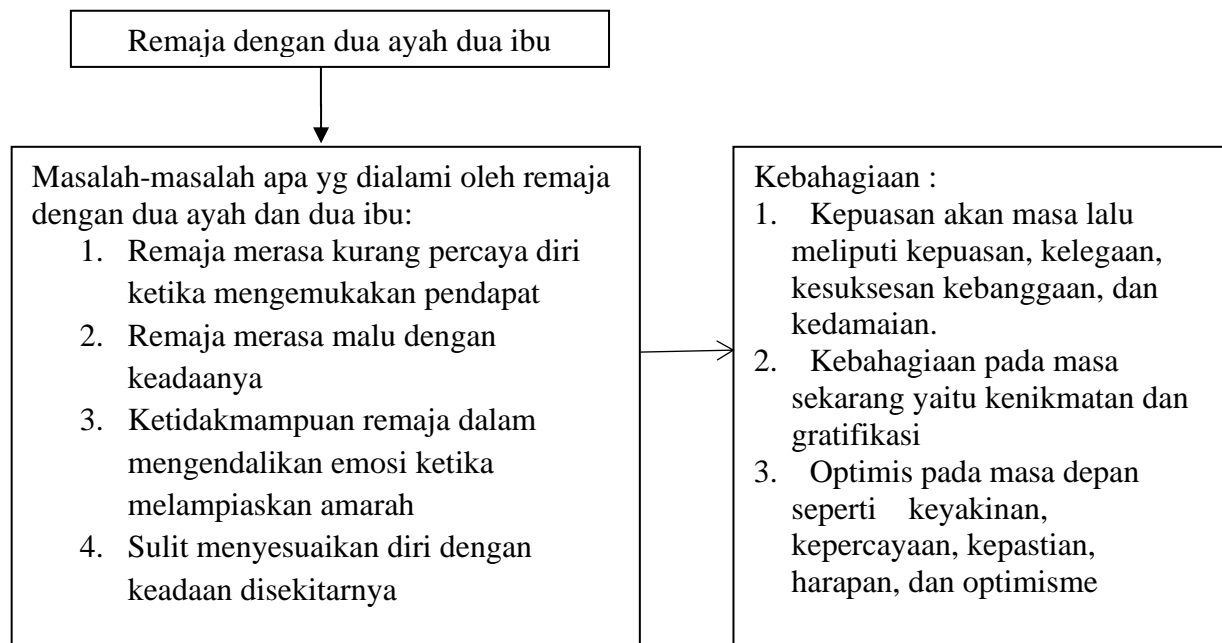 Remaja dengan dua ayah dua ibu
Masalah-masalah apa yg dialami oleh remaja
dengan dua ayah dan dua ibu:
1. Remaja merasa kurang percaya diri
ketika mengemukakan pendapat
2. Remaja merasa malu dengan
keadaanya
3. Ketidakmampuan remaja dalam
mengendalikan emosi ketika
melampiaskan amarah
4. Sulit menyesuaikan diri dengan
keadaan disekitarnya
Kebahagiaan :
1. Kepuasan akan masa lalu
meliputi kepuasan, kelegaan,
kesuksesan kebanggaan, dan
kedamaian.
2. Kebahagiaan pada masa
sekarang yaitu kenikmatan dan
gratifikasi
3. Optimis pada masa depan
seperti keyakinan,
kepercayaan, kepastian,
harapan, dan optimisme